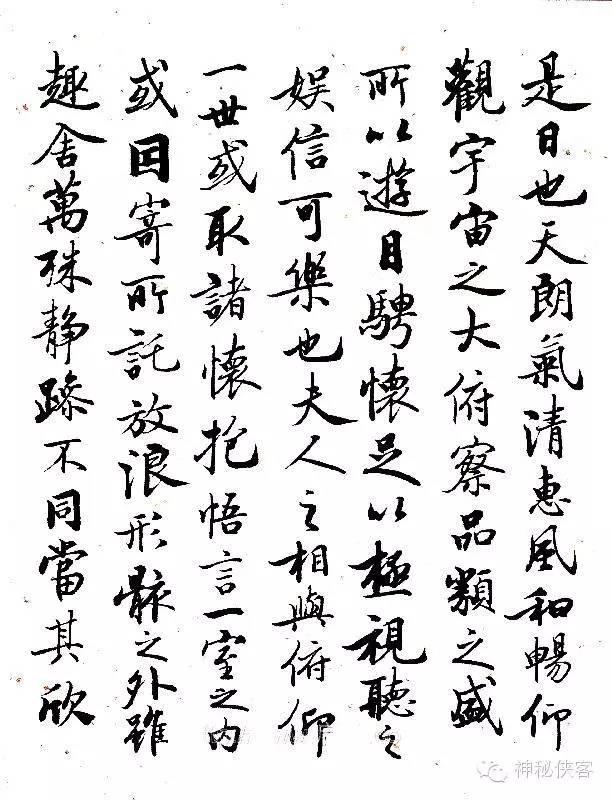 是日也天朗氣清惠風和暢仰
觀宇宙之大俯察品類之盛
所以遊目騁懷足以極視聽之
娛信可樂也夫人之相與俯仰
一世或取諸懷抱悟言一室之內
或因寄所託放浪形骸之外雖
趣舍萬殊靜躁不同當其欣
神秘侠客